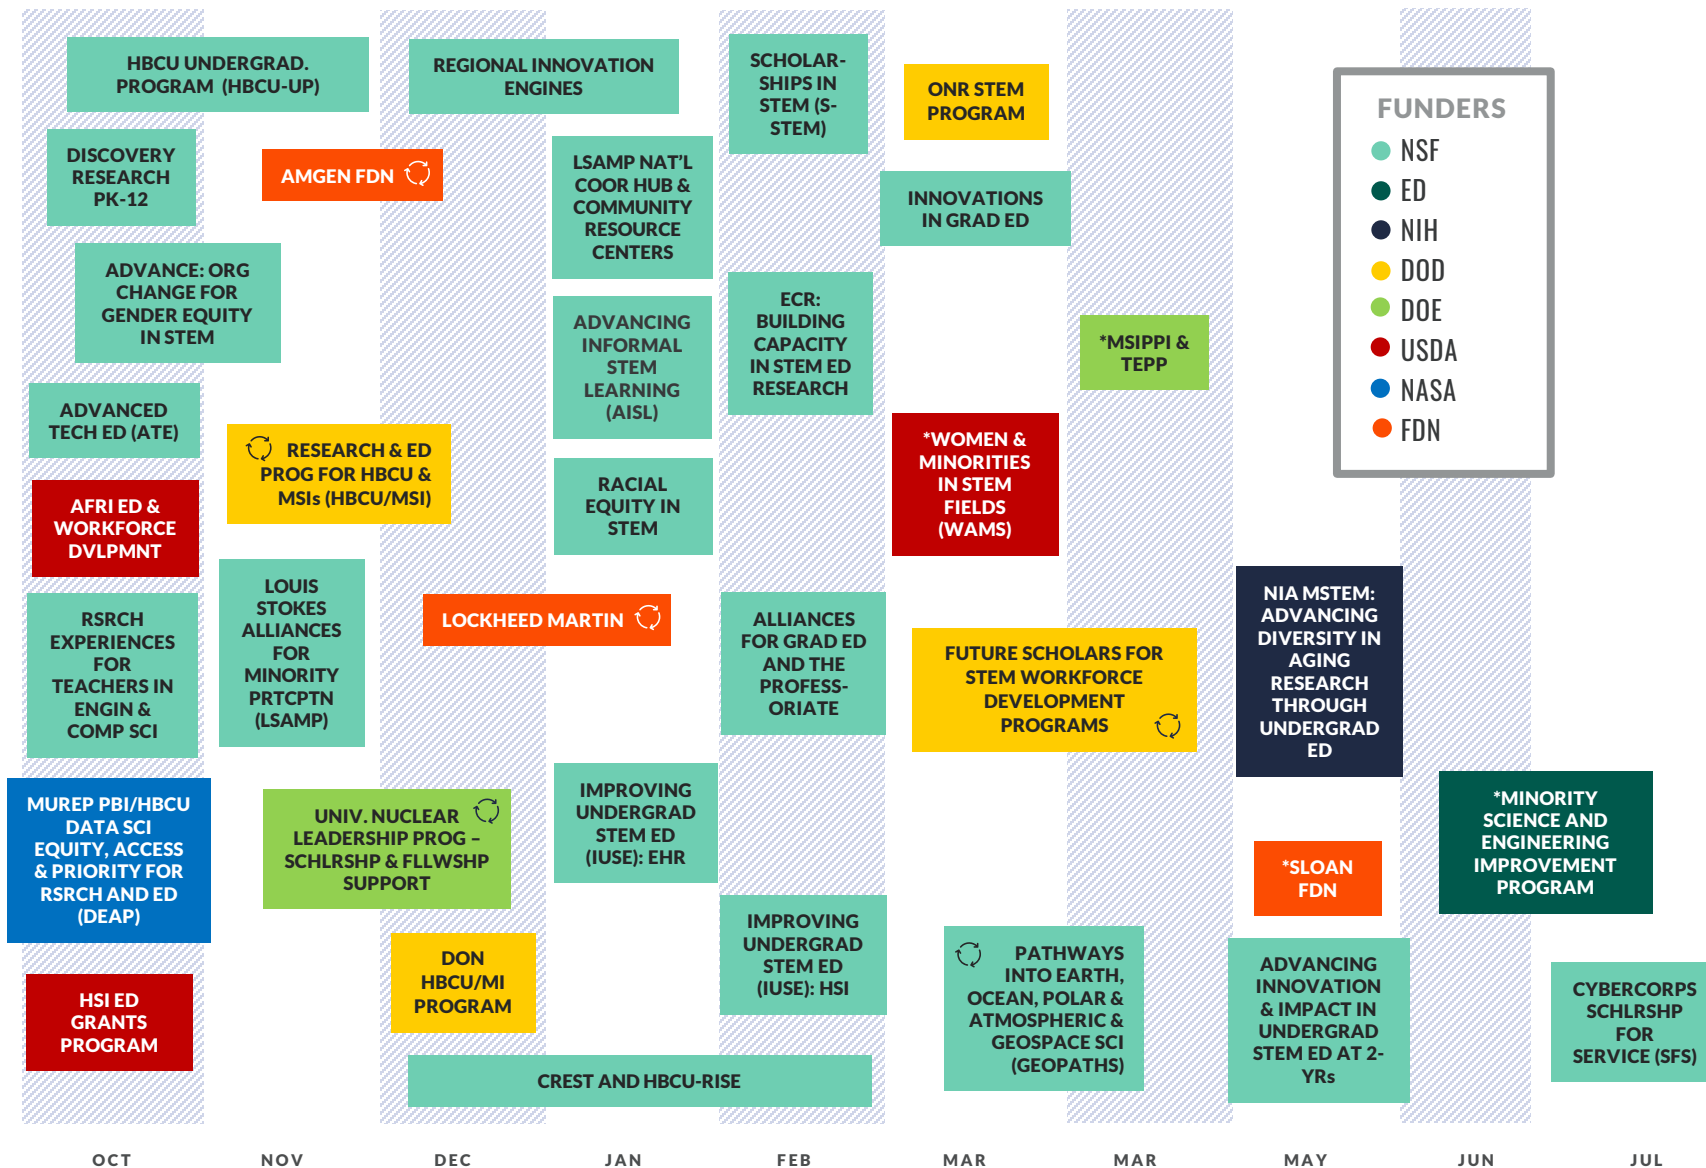 HBCU UNDERGRAD.
PROGRAM (HBCU-UP)
REGIONAL INNOVATION
ENGINES
SCHOLAR-
SHIPS IN
STEM (S-
STEM)
ONR STEM
PROGRAM
DISCOVERY
RESEARCH
PK-12
AMGEN FDN
LSAMP NAT'L
COOR HUB &
COMMUNITY
RESOURCE
CENTERS
INNOVATIONS
IN GRAD ED
ADVANCE: ORG
CHANGE FOR
GENDER EQUITY
IN STEM
ADVANCING
INFORMAL
STEM
LEARNING
(AISL)
ECR:
BUILDING
CAPACITY
IN STEM ED
RESEARCH
*MSIPPI &
TEPP
ADVANCED
TECH ED (ATE)
RESEARCH & ED
PROG FOR HBCU &
MSIs (HBCU/MSI)
RACIAL
EQUITY IN
STEM
*WOMEN &
MINORITIES
IN STEM
FIELDS
(WAMS)
AFRI ED &
WORKFORCE
DVLPMNT
RSRCH
EXPERIENCES
FOR
TEACHERS IN
ENGIN &
COMP SCI
LOUIS
STOKES
ALLIANCES
FOR
MINORITY
PRTCPTN
(LSAMP)
LOCKHEED MARTIN
ALLIANCES
FOR GRAD ED
AND THE
PROFESS-
ORIATE
FUTURE SCHOLARS FOR
STEM WORKFORCE
DEVELOPMENT
PROGRAMS
NIA MSTEM:
ADVANCING
DIVERSITY IN
AGING
RESEARCH
THROUGH
UNDERGRAD
ED
MUREP PBI/HBCU
DATA SCI
EQUITY, ACCESS
& PRIORITY FOR
RSRCH AND ED
(DEAP)
UNIV. NUCLEAR
LEADERSHIP PROG –
SCHLRSHP & FLLWSHP
SUPPORT
IMPROVING
UNDERGRAD
STEM ED
(IUSE): EHR
*SLOAN
FDN
*MINORITY
SCIENCE AND
ENGINEERING
IMPROVEMENT
PROGRAM
HSI ED
GRANTS
PROGRAM
DON
HBCU/MI
PROGRAM
IMPROVING
UNDERGRAD
STEM ED
(IUSE): HSI
PATHWAYS
INTO EARTH,
OCEAN, POLAR &
ATMOSPHERIC &
GEOSPACE SCI
(GEOPATHS)
ADVANCING
INNOVATION
& IMPACT IN
UNDERGRAD
STEM ED AT 2-
YRs
CYBERCORPS
SCHLRSHP
FOR
SERVICE (SFS)
CREST AND HBCU-RISE
FUNDERS
NSF
ED
NIH
DOD
DOE
USDA
NASA
FDN
OCT NOV DEC JAN FEB MAR MAR MAY JUN JUL